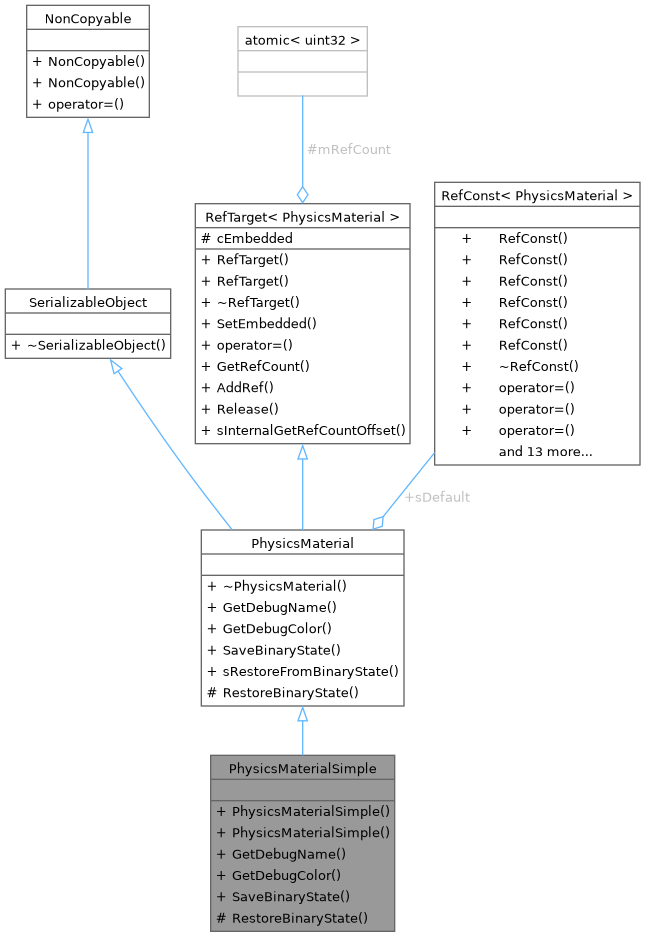 NonCopyable
+ NonCopyable()
+ NonCopyable()
+ operator=()
atomic< uint32 >
#mRefCount
RefTarget< PhysicsMaterial >
# cEmbedded
+ RefTarget()
+ RefTarget()
+ ~RefTarget()
+ SetEmbedded()
+ operator=()
+ GetRefCount()
+ AddRef()
+ Release()
+ sInternalGetRefCountOffset()
RefConst< PhysicsMaterial >
+ RefConst()
+ RefConst()
+ RefConst()
+ RefConst()
+ RefConst()
+ RefConst()
+ ~RefConst()
+ operator=()
+ operator=()
+ operator=()
and 13 more...
SerializableObject
+ ~SerializableObject()
+sDefault
PhysicsMaterial
+ ~PhysicsMaterial()
+ GetDebugName()
+ GetDebugColor()
+ SaveBinaryState()
+ sRestoreFromBinaryState()
# RestoreBinaryState()
PhysicsMaterialSimple
+ PhysicsMaterialSimple()
+ PhysicsMaterialSimple()
+ GetDebugName()
+ GetDebugColor()
+ SaveBinaryState()
# RestoreBinaryState()